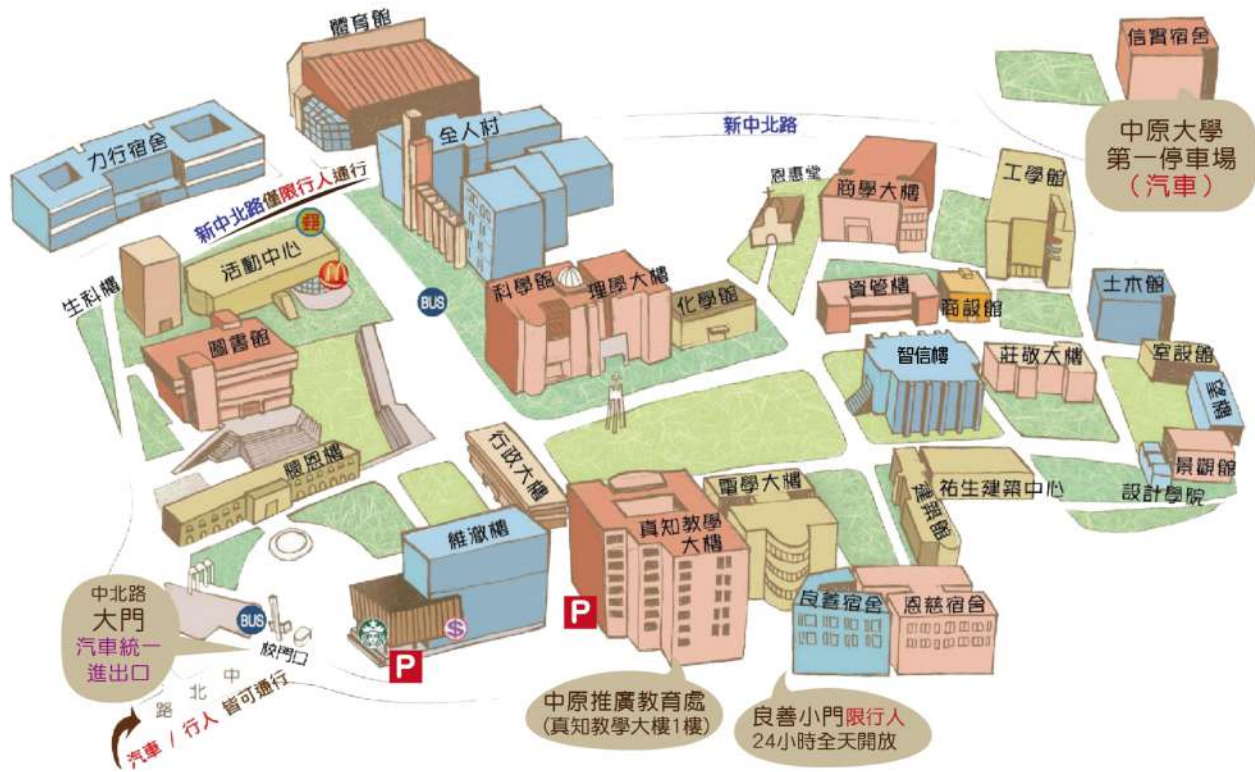 體育館
信實宿舍
中原大學
第一停車場
(汽車)
力行宿舍
全人村
新中北路
恩惠堂
商學大樓
工學館
新中北路僅限行人通行
郵
活動中心
生科樓
BUS
科學館
理學大樓
化學館
資管樓
商設館
土木館
圖書館
智信樓
莊敬大樓
室設館
望樓
景觀館
設計學院
懷恩樓
行政大樓
電學大樓
祐生建築中心
建築館
維澈樓
真知教學
大樓
良善宿舍
恩慈宿舍
中北路
大門
汽車統一
進出口
BUS
校門口
$
P
P
中北路
汽車 / 行人 皆可通行
中原推廣教育處
(真知教學大樓1樓)
良善小門限行人
24小時全天開放